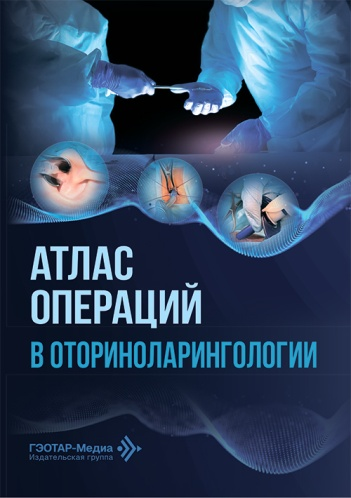 АТЛАС
ОПЕРАЦИЙ
В ОТОРИНОЛАРИНГОЛОГИИ
ГЭОТАР-Медиа
Издательская группа